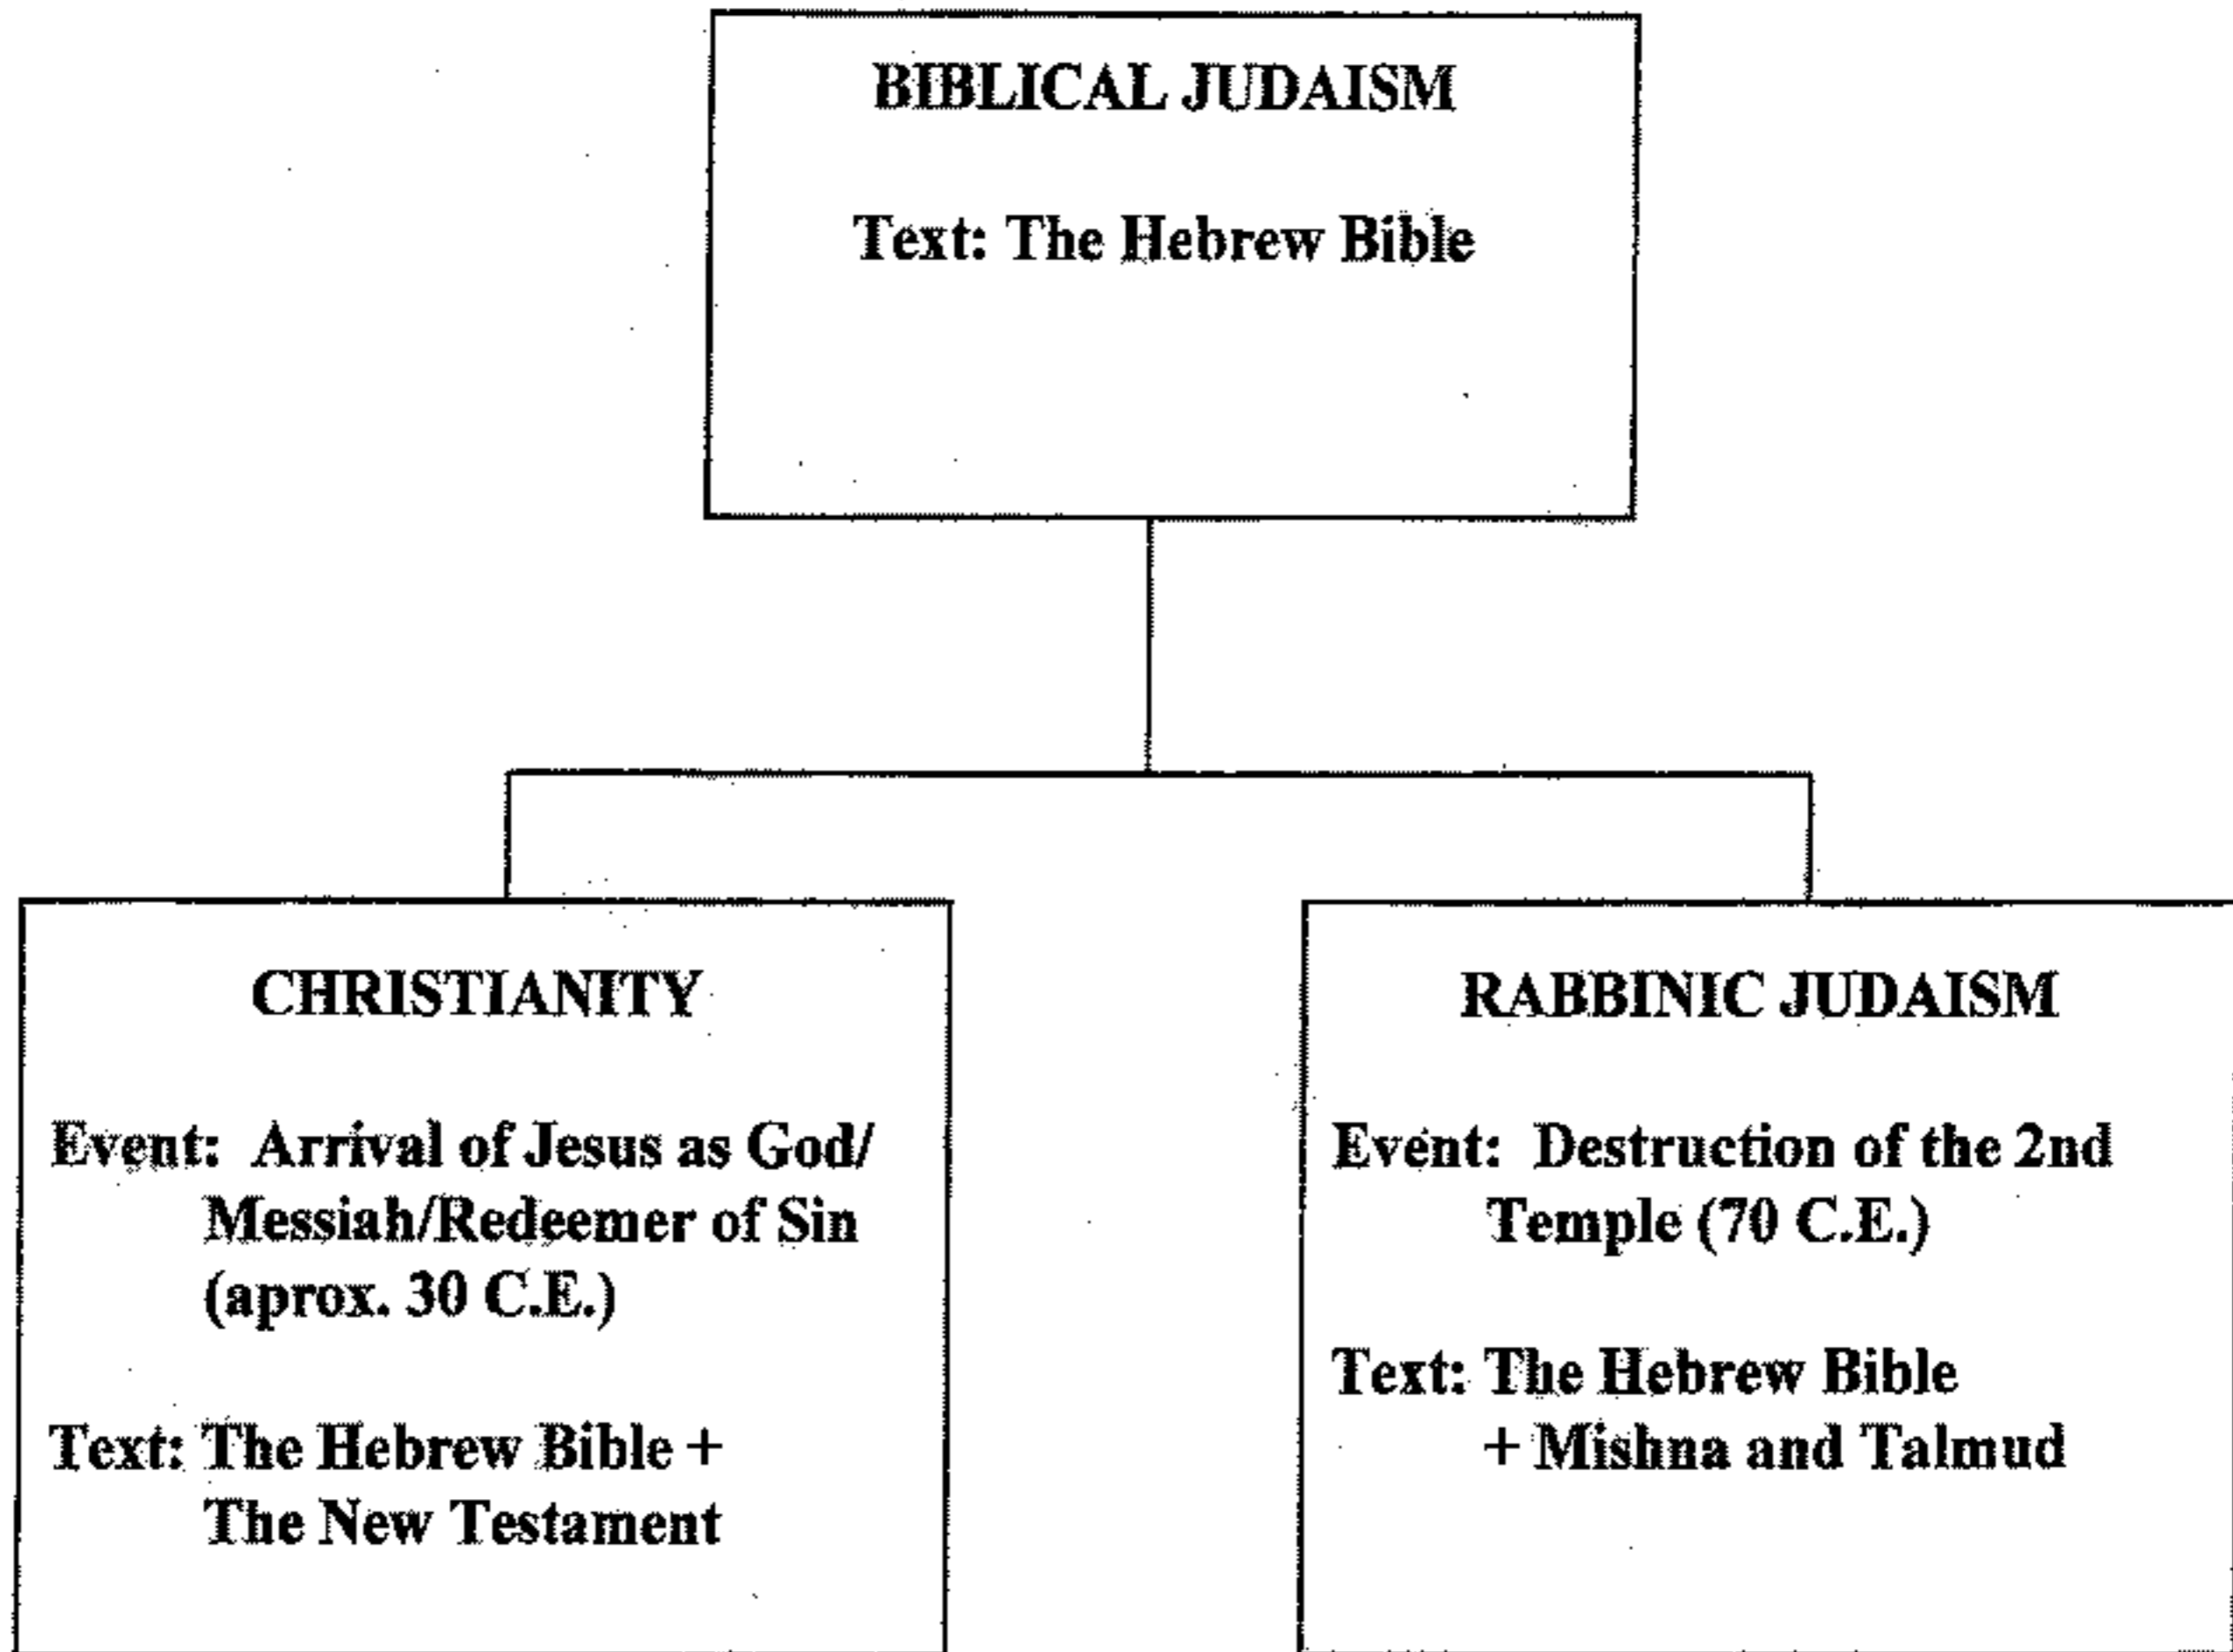 BIBLICAL JUDAISM
Text: The Hebrew Bible
CHRISTIANITY
Event: Arrival of Jesus as God/
Messiah/Redeemer of Sin
(aprox. 30 C.E.)
Text: The Hebrew Bible +
The New Testament
RABBINIC JUDAISM
Event: Destruction of the 2nd
Temple (70 C.E.)
Text: The Hebrew Bible
+ Mishna and Talmud